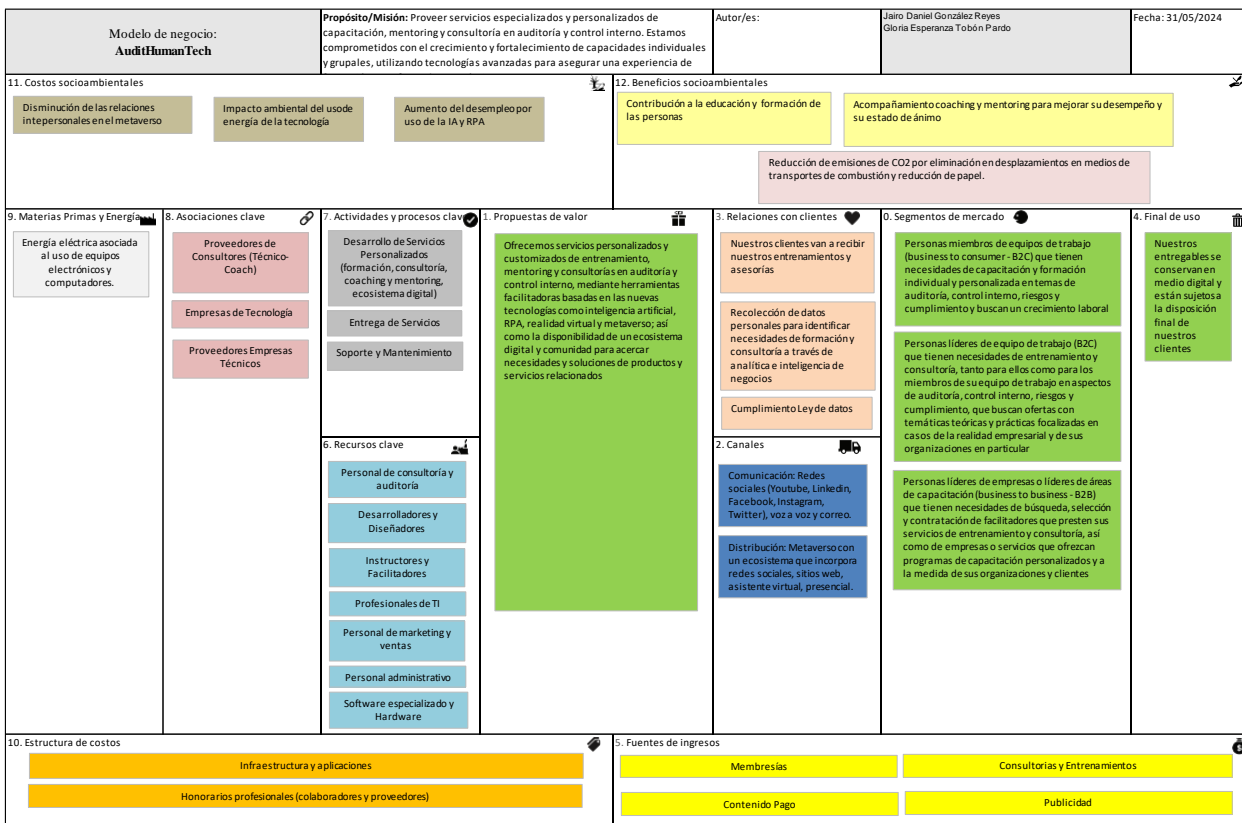 Modelo de negocio:
AuditHumanTech
Propósito/Misión: Proveer servicios especializados y personalizados de
capacitación, mentoring y consultoría en auditoría y control interno. Estamos
comprometidos con el crecimiento y fortalecimiento de capacidades individuales
y grupales, utilizando tecnologías avanzadas para asegurar una experiencia de
Autor/es:
Jairo Daniel González Reyes
Gloria Esperanza Tobón Pardo
Fecha: 31/05/2024
11. Costos socioambientales
Disminución de las relaciones
intepersonales en el metaverso
Impacto ambiental del usode
energía de la tecnología
Aumento del desempleo por
uso de la IA y RPA
12. Beneficios socioambientales
Contribución a la educación y formación de
las personas
Acompañamiento coaching y mentoring para mejorar su desempeño y
su estado de ánimo
Reducción de emisiones de CO2 por eliminación en desplazamientos en medios de
transportes de combustión y reducción de papel.
9. Materias Primas y Energía
Energía eléctrica asociada
al uso de equipos
electrónicos y
computadores.
8. Asociaciones clave
Proveedores de
Consultores (Técnico-
Coach)
Empresas de Tecnología
Proveedores Empresas
Técnicos
7. Actividades y procesos clave
Desarrollo de Servicios
Personalizados
(formación, consultoría,
coaching y mentoring,
ecosistema digital)
Entrega de Servicios
Soporte y Mantenimiento
6. Recursos clave
Personal de consultoría y
auditoría
Desarrolladores y
Diseñadores
Instructores y
Facilitadores
Profesionales de TI
Personal de marketing y
ventas
Personal administrativo
Software especializado y
Hardware
1. Propuestas de valor
Ofrecemos servicios personalizados y
customizados de entrenamiento,
mentoring y consultorías en auditoría y
control interno, mediante herramientas
facilitadoras basadas en las nuevas
tecnologías como inteligencia artificial,
RPA, realidad virtual y metaverso; así
como la disponibilidad de un ecosistema
digital y comunidad para acercar
necesidades y soluciones de productos y
servicios relacionados
3. Relaciones con clientes
Nuestros clientes van a recibir
nuestros entrenamientos y
asesorías
Recolección de datos
personales para identificar
necesidades de formación y
consultoría a través de
analítica e inteligencia de
negocios
Cumplimiento Ley de datos
2. Canales
Comunicación: Redes
sociales (Youtube, Linkedin,
Facebook, Instagram,
Twitter), voz a voz y correo.
Distribución: Metaverso con
un ecosistema que incorpora
redes sociales, sitios web,
asistente virtual, presencial.
0. Segmentos de mercado
Personas miembros de equipos de trabajo
(business to consumer - B2C) que tienen
necesidades de capacitación y formación
individual y personalizada en temas de
auditoría, control interno, riesgos y
cumplimiento y buscan un crecimiento laboral
Personas líderes de equipo de trabajo (B2C)
que tienen necesidades de entrenamiento y
consultoría, tanto para ellos como para los
miembros de su equipo de trabajo en aspectos
de auditoría, control interno, riesgos y
cumplimiento, que buscan ofertas con
temáticas teóricas y prácticas focalizadas en
casos de la realidad empresarial y de sus
organizaciones en particular
Personas líderes de empresas o líderes de áreas
de capacitación (business to business - B2B)
que tienen necesidades de búsqueda, selección
y contratación de facilitadores que presten sus
servicios de entrenamiento y consultoría, así
como de empresas o servicios que ofrezcan
programas de capacitación personalizados y a
la medida de sus organizaciones y clientes
4. Final de uso
Nuestros
entregables se
conservan en
medio digital y
están sujetos a
la disposición
final de
nuestros
clientes
10. Estructura de costos
Infraestructura y aplicaciones
Honorarios profesionales (colaboradores y proveedores)
5. Fuentes de ingresos
Membresías
Consultorias y Entrenamientos
Contenido Pago
Publicidad